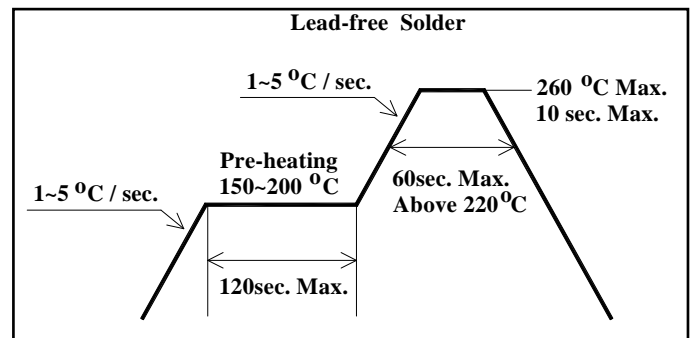 Lead-free Solder
1~5 °C / sec.
260 °C Max.
10 sec. Max.
Pre-heating
150~200 °C
1~5 °C / sec.
60sec. Max.
Above 220°C
120sec. Max.